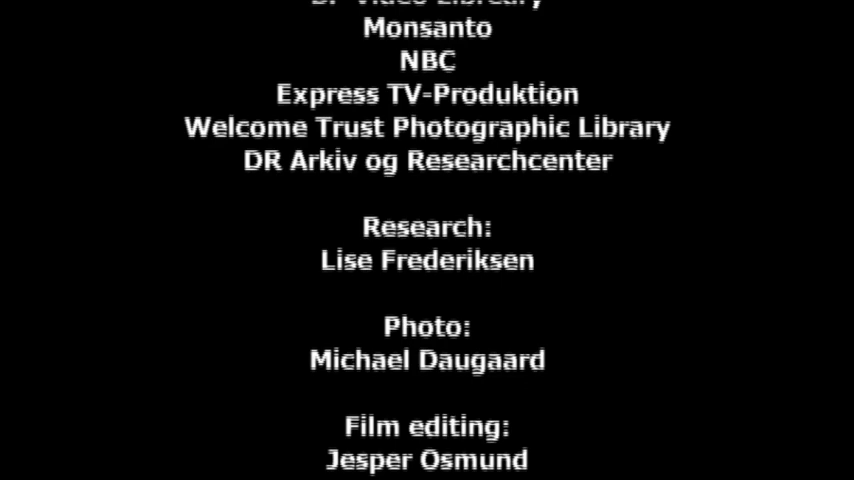 Video
Monsanto
NBC
Express TV-Produktion
Welcome Trust Photographic Library
DR Arkiv og Researchcenter
Research:
Lise Frederiksen
Photo:
Michael Daugaard
Film editing:
Jesper Osmund